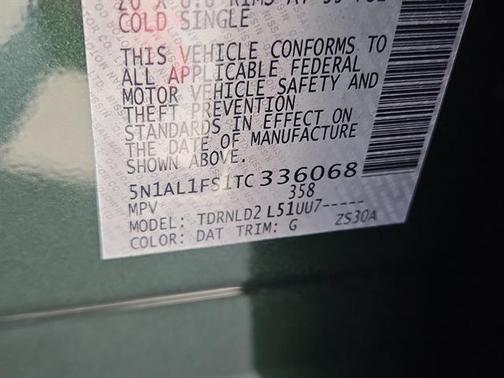 COLD SINGLE
THIS VEHICLE CONFORMS TO
ALL APPLICABLE FEDERAL
MOTOR VEHICLE SAFETY AND
THEFT PREVENTION
STANDARDS IN EFFECT ON
THE DATE OF MANUFACTURE
SHOWN ABOVE.
5N1AL1FS1TC336068
MPV 358
MODEL: TDRNLD2 L51UU7-----
COLOR: DAT TRIM: G ZS30A